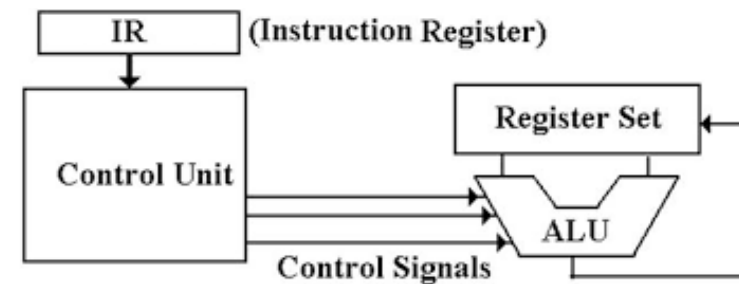 IR (Instruction Register)
Register Set
Control Unit
ALU
Control Signals